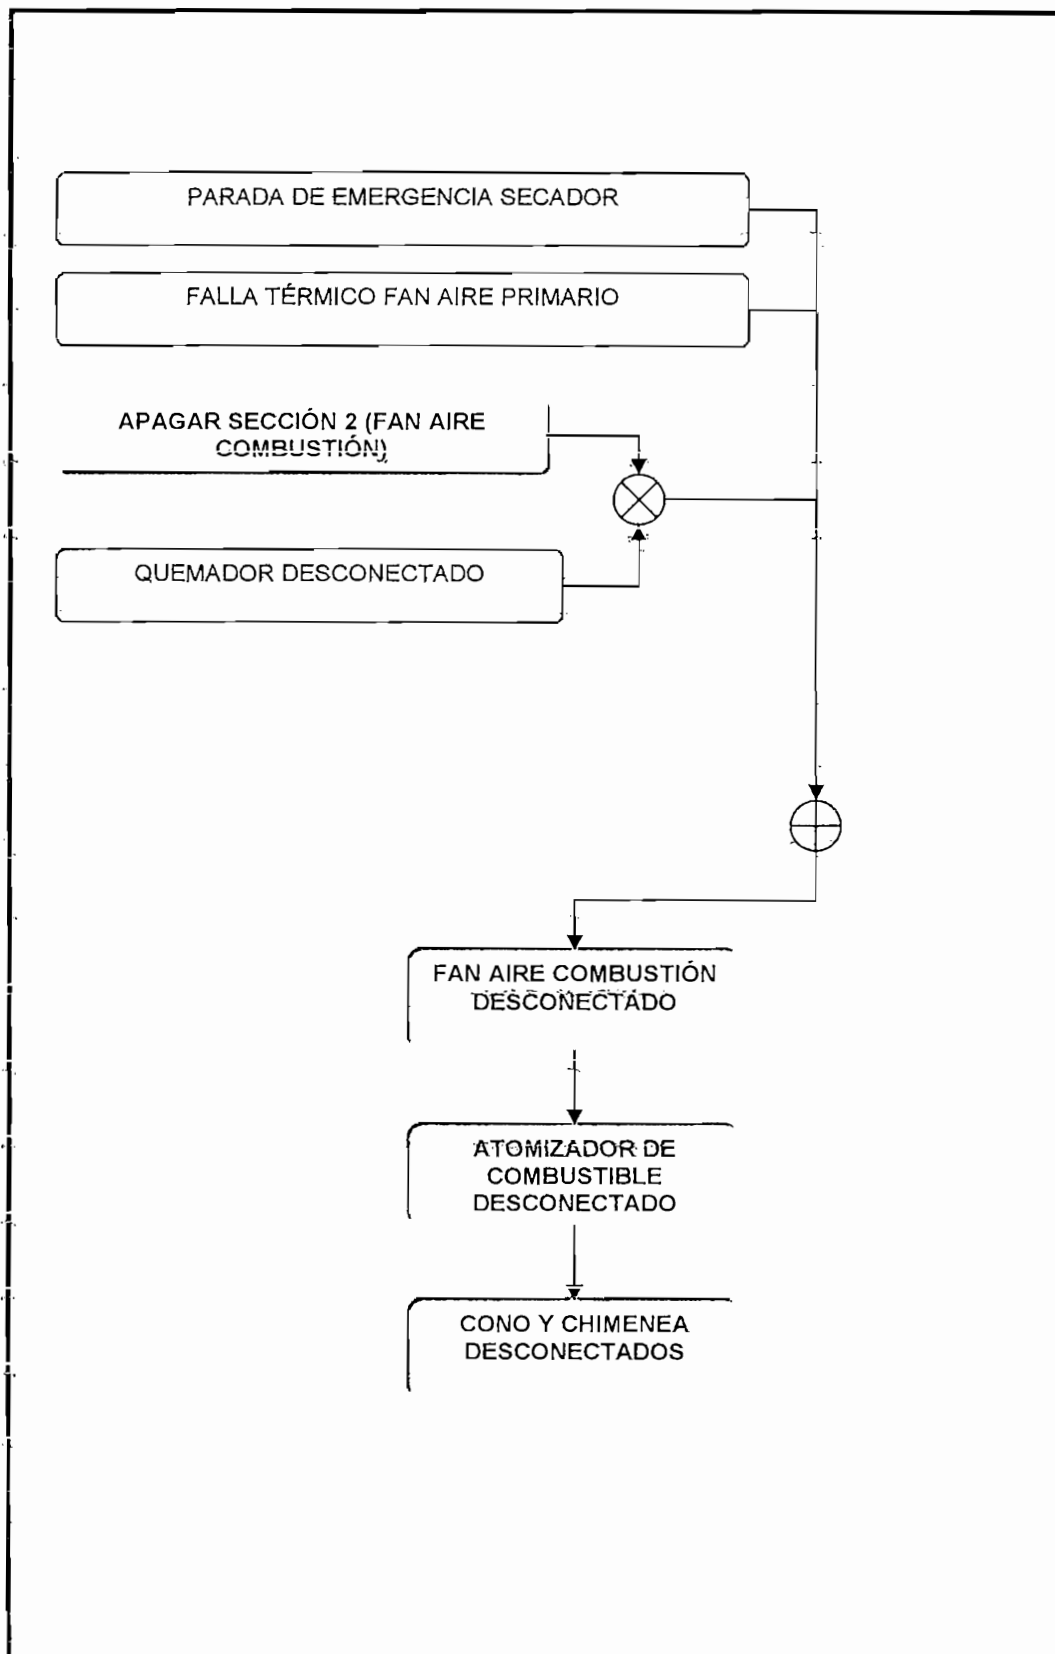 PARADA DE EMERGENCIA SECADOR
FALLA TÉRMICO FAN AIRE PRIMARIO
APAGAR SECCIÓN 2 (FAN AIRE
COMBUSTIÓN)
QUEMADOR DESCONECTADO
FAN AIRE COMBUSTIÓN
DESCONECTADO
ATOMIZADOR DE
COMBUSTIBLE
DESCONECTADO
CONO Y CHIMENEA
DESCONECTADOS